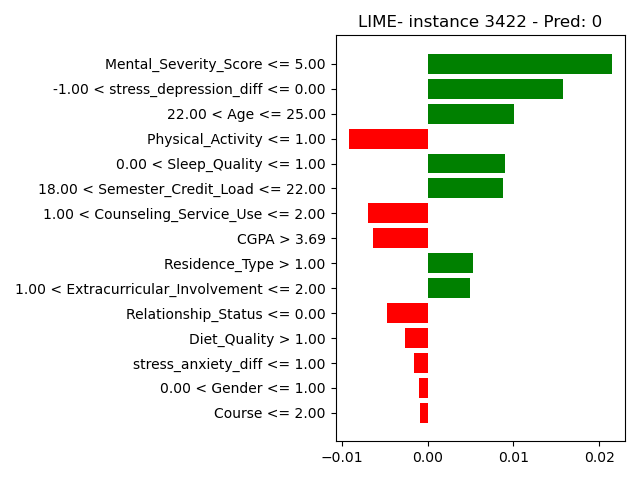 LIME- instance 3422 - Pred: 0
Mental_Severity_Score <= 5.00
-1.00 < stress_depression_diff <= 0.00
22.00 < Age <= 25.00
Physical_Activity <= 1.00
0.00 < Sleep_Quality <= 1.00
18.00 < Semester_Credit_Load <= 22.00
1.00 < Counseling_Service_Use <= 2.00
CGPA > 3.69
Residence_Type > 1.00
1.00 < Extracurricular_Involvement <= 2.00
Relationship_Status <= 0.00
Diet_Quality > 1.00
stress_anxiety_diff <= 1.00
0.00 < Gender <= 1.00
Course <= 2.00
−0.01 0.00 0.01 0.02